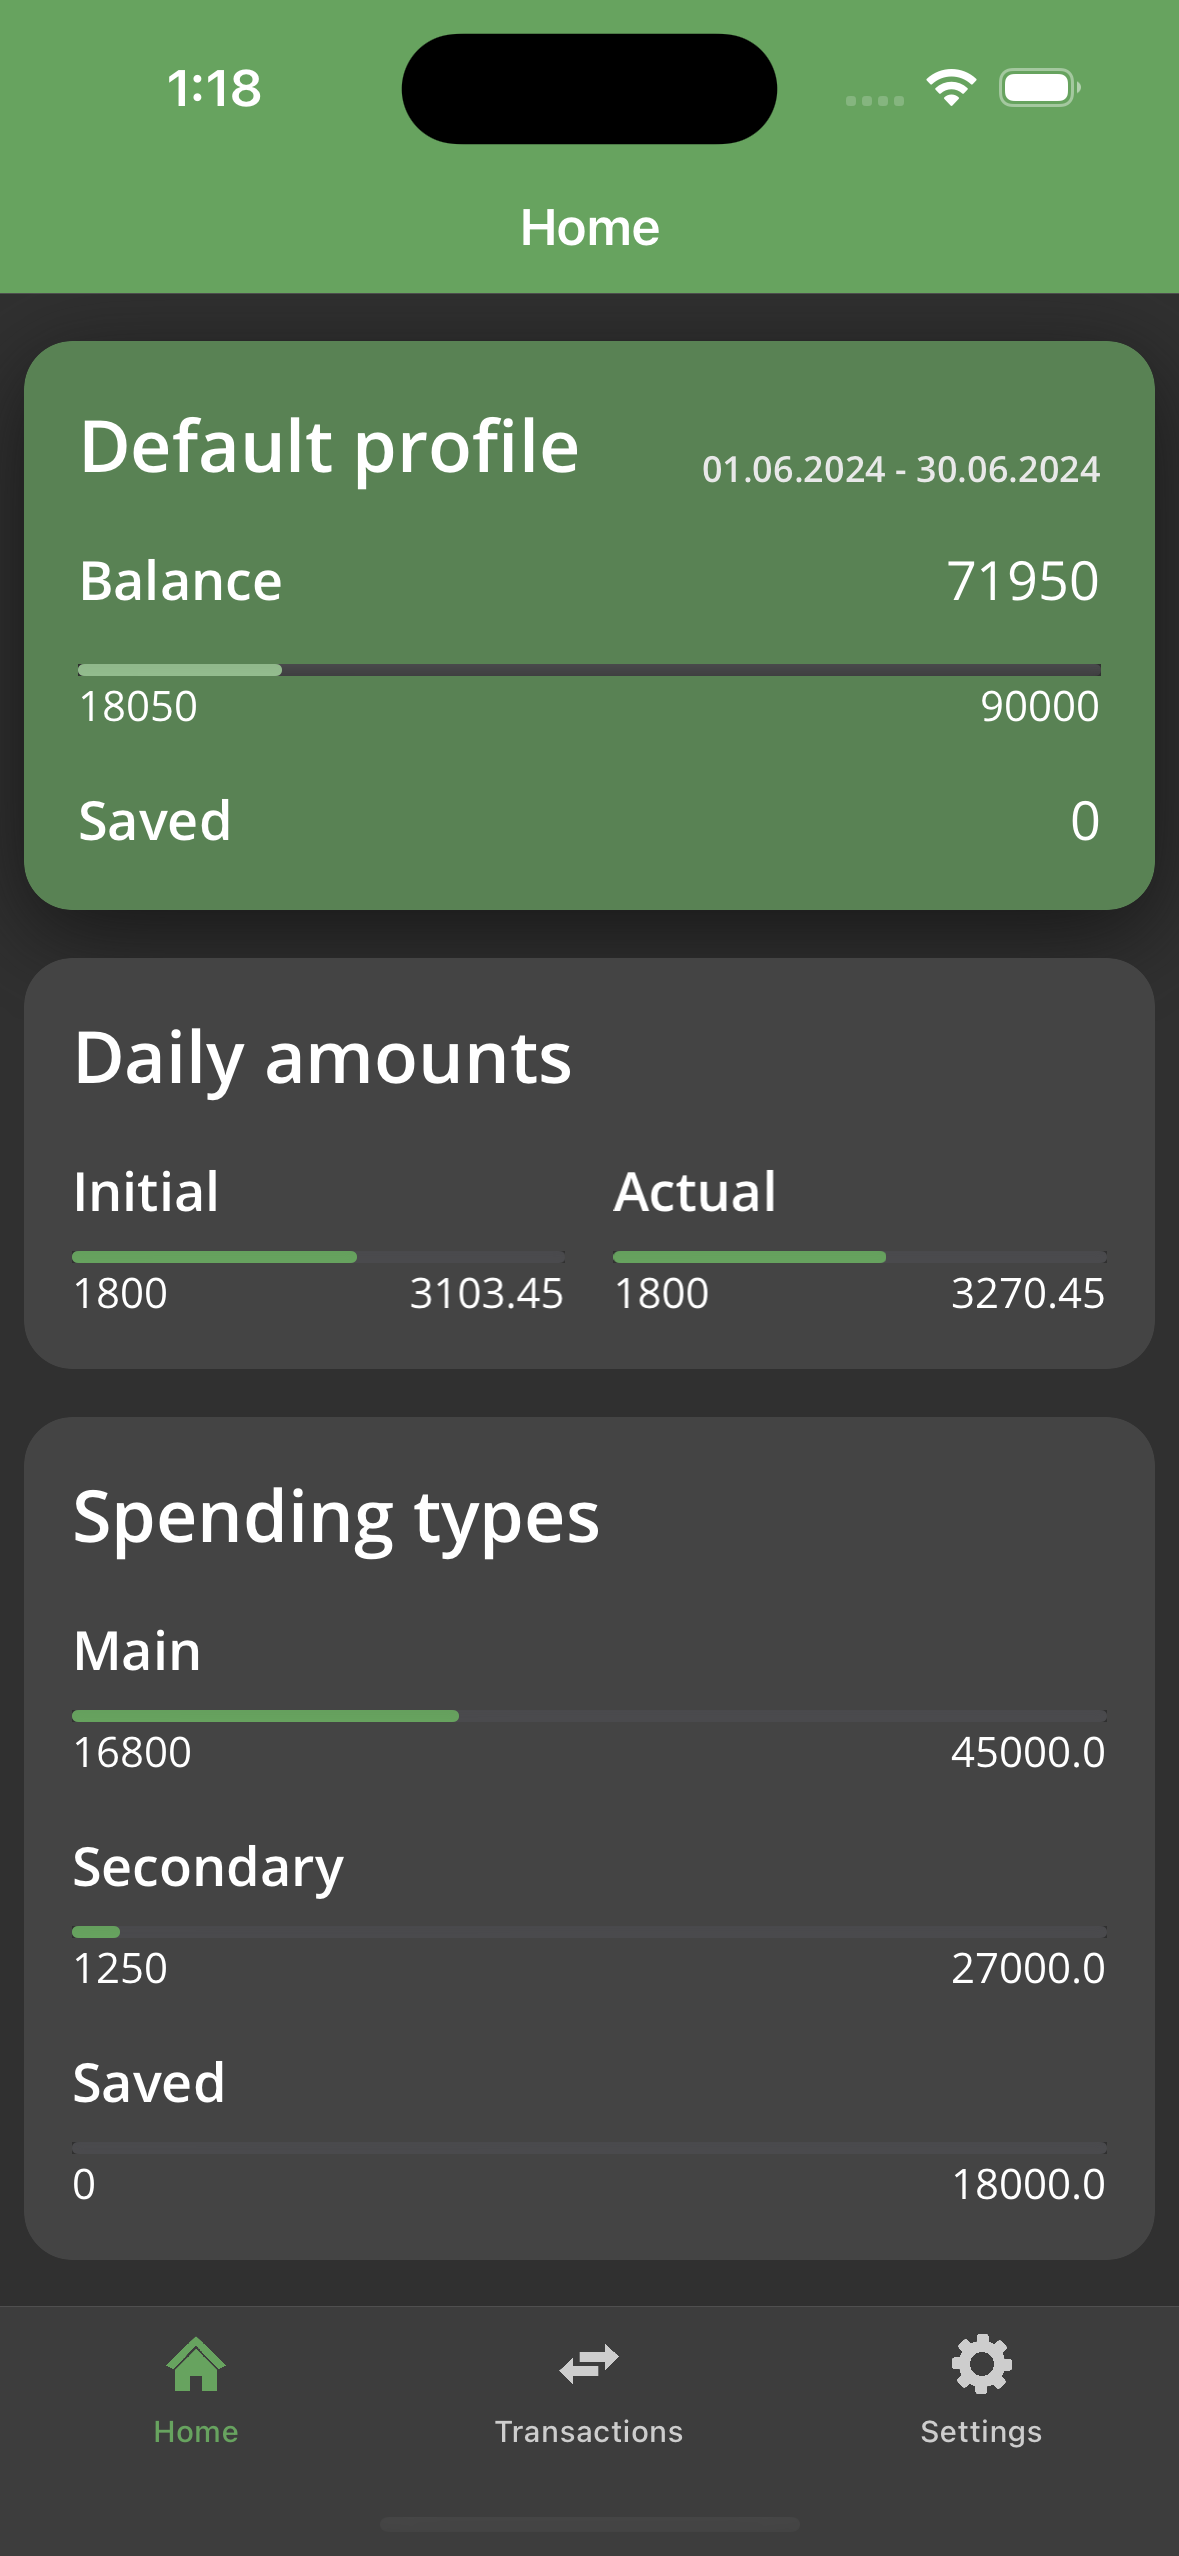 1:18
Home
Default profile
01.06.2024 - 30.06.2024
Balance 71950
18050 90000
Saved 0
Daily amounts
Initial Actual
1800 3103.45 1800 3270.45
Spending types
Main
16800 45000.0
Secondary
1250 27000.0
Saved
0 18000.0
Home Transactions Settings